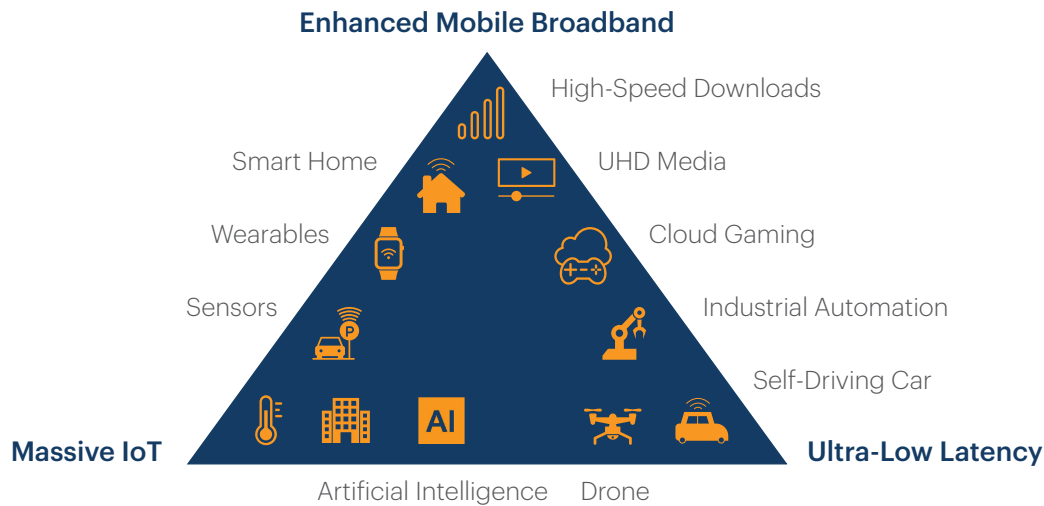 Enhanced Mobile Broadband
High-Speed Downloads
Smart Home
UHD Media
Wearables
Cloud Gaming
Sensors
P
Industrial Automation
Self-Driving Car
AI
Massive IoT
Ultra-Low Latency
Artificial Intelligence
Drone